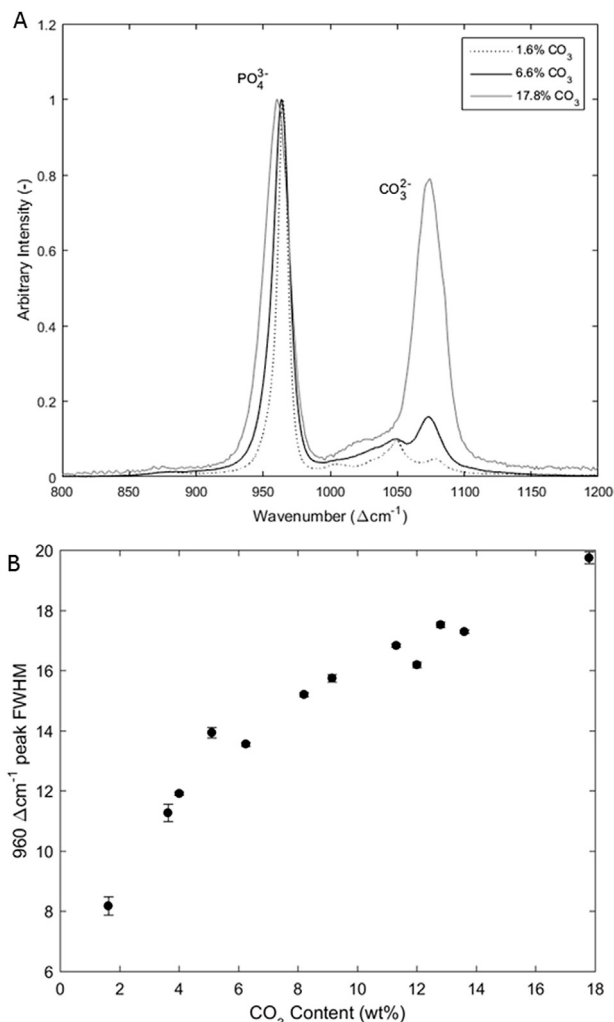 A
1.2
1
0.8
0.6
0.4
0.2
0
Arbitrary Intensity (-)
PO₄³⁻
CO₃²⁻
1.6% CO₃
6.6% CO₃
17.8% CO₃
800 850 900 950 1000 1050 1100 1150 1200
Wavenumber (Δcm⁻¹)
B
20
18
16
14
12
10
8
6
960 Δcm⁻¹ peak FWHM
0 2 4 6 8 10 12 14 16 18
CO₃ Content (wt%)